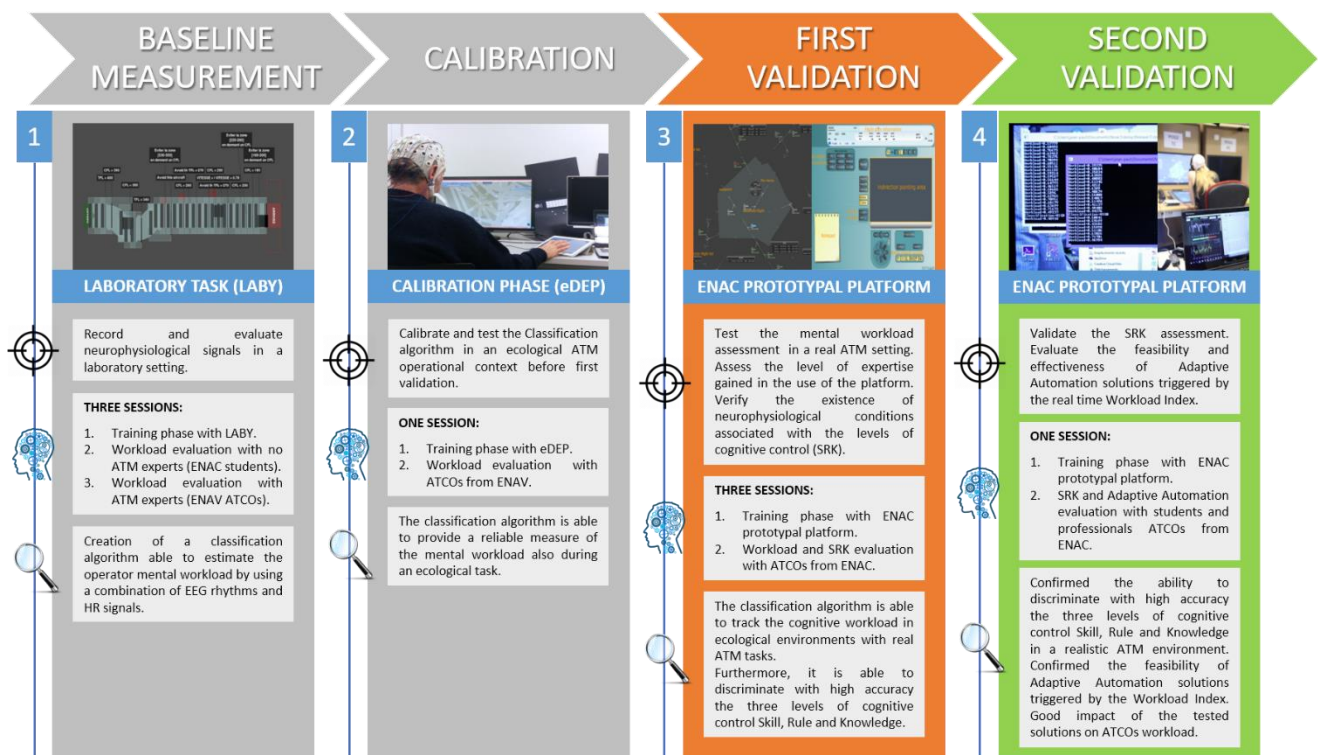 BASELINE
MEASUREMENT
CALIBRATION
FIRST
VALIDATION
SECOND
VALIDATION
1
LABORATORY TASK (LABY)
Record and evaluate
neurophysiological signals in a
laboratory setting.
THREE SESSIONS:
1. Training phase with LABY.
2. Workload evaluation with no
ATM experts (ENAC students).
3. Workload evaluation with
ATM experts (ENAV ATCOs).
Creation of a classification
algorithm able to estimate the
operator mental workload by using
a combination of EEG rhythms and
HR signals.
2
CALIBRATION PHASE (eDEP)
Calibrate and test the Classification
algorithm in an ecological ATM
operational context before first
validation.
ONE SESSION:
1. Training phase with eDEP.
2. Workload evaluation with
ATCOs from ENAV.
The classification algorithm is able
to provide a reliable measure of
the mental workload also during
an ecological task.
3
ENAC PROTOTYPAL PLATFORM
Test the mental workload
assessment in a real ATM setting.
Assess the level of expertise
gained in the use of the platform.
Verify the existence of
neurophysiological conditions
associated with the levels of
cognitive control (SRK).
THREE SESSIONS:
1. Training phase with ENAC
prototypal platform.
2. Workload and SRK evaluation
with ATCOs from ENAC.
The classification algorithm is able
to track the cognitive workload in
ecological environments with real
ATM tasks.
Furthermore, it is able to
discriminate with high accuracy
the three levels of cognitive
control Skill, Rule and Knowledge.
4
ENAC PROTOTYPAL PLATFORM
Validate the SRK assessment.
Evaluate the feasibility and
effectiveness of Adaptive
Automation solutions triggered by
the real time Workload Index.
ONE SESSION:
1. Training phase with ENAC
prototypal platform.
2. SRK and Adaptive Automation
evaluation with students and
professionals ATCOs from
ENAC.
Confirmed the ability to
discriminate with high accuracy
the three levels of cognitive
control Skill, Rule and Knowledge
in a realistic ATM environment.
Confirmed the feasibility of
Adaptive Automation solutions
triggered by the Workload Index.
Good impact of the tested
solutions on ATCOs workload.